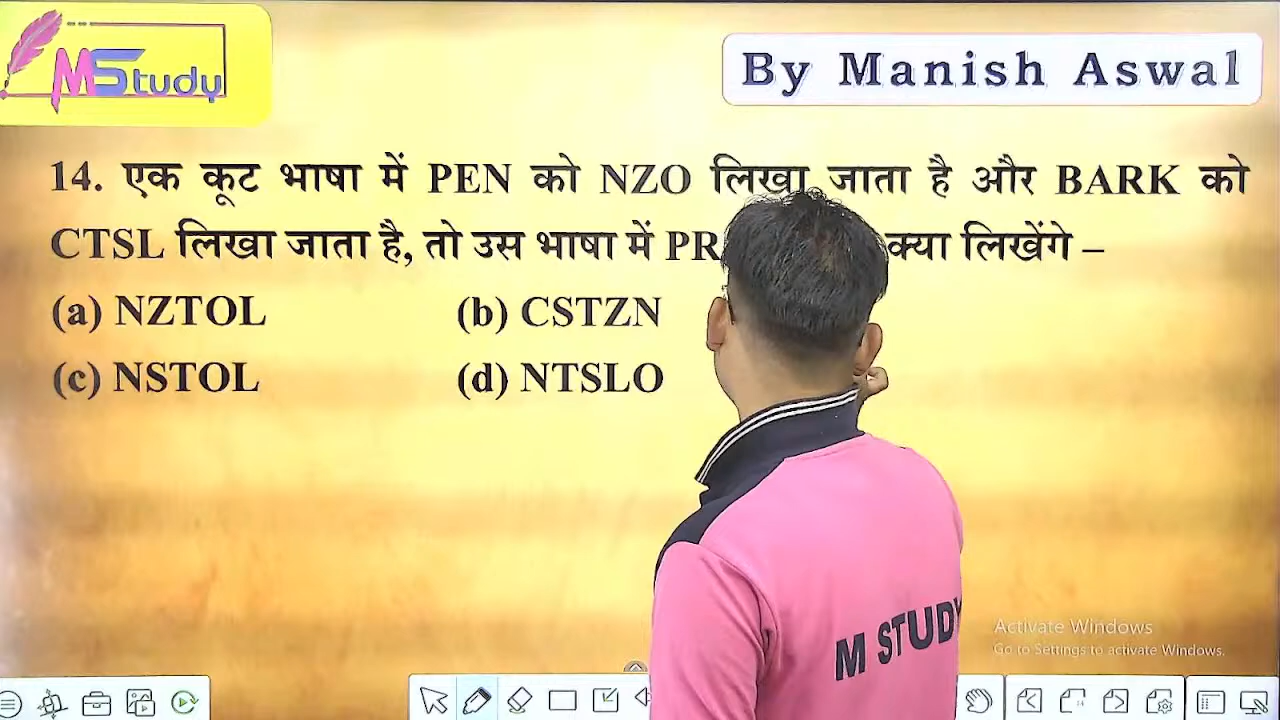 MStudy
By Manish Aswal
14. एक कूट भाषा में PEN को NZO लिखा जाता है और BARK को
CTSL लिखा जाता है, तो उस भाषा में क्या लिखेंगे –
(a) NZTOL (b) CSTZN
(c) NSTOL (d) NTSLO
M STUDY
Activate Windows
Go to Settings to activate Windows.